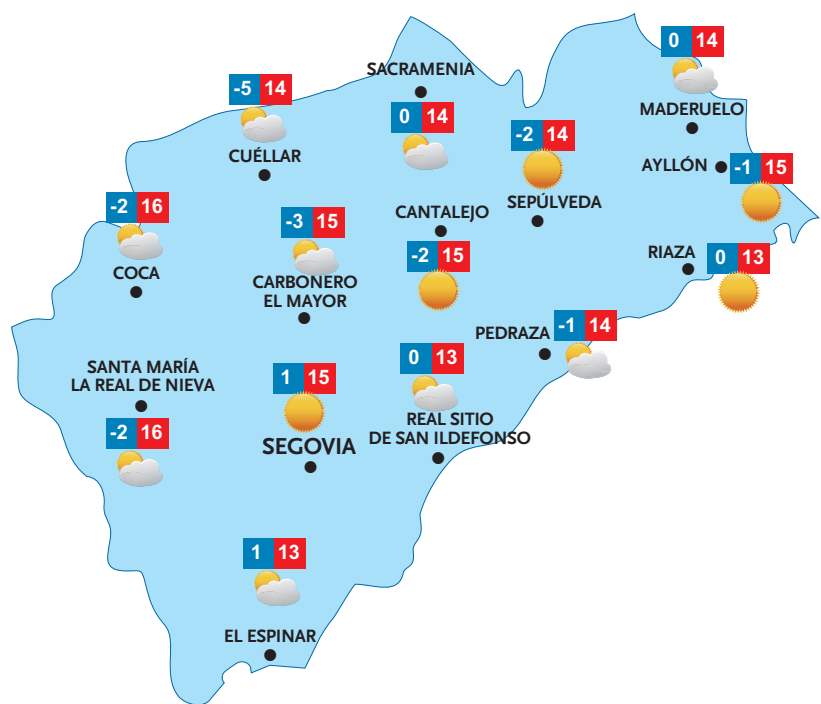 0 14
MADERUELO
SACRAMENIA
0 14
-5 14
CUÉLLAR
-2 14
SEPÚLVEDA
AYLLÓN
-1 15
-2 16
COCA
-3 15
CARBONERO
EL MAYOR
CANTALEJO
-2 15
RIAZA
0 13
PEDRAZA
-1 14
SANTA MARÍA
LA REAL DE NIEVA
-2 16
1 15
SEGOVIA
0 13
REAL SITIO
DE SAN ILDEFONSO
1 13
EL ESPINAR